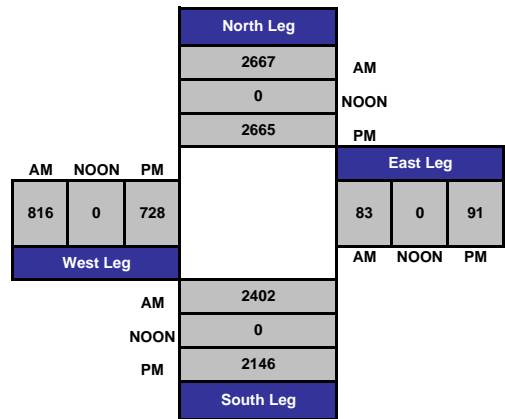 North Leg
2667
AM
0
NOON
2665
PM
East Leg
AM NOON PM
816 0 728
83 0 91
West Leg
AM NOON PM
AM
2402
NOON
0
PM
2146
South Leg